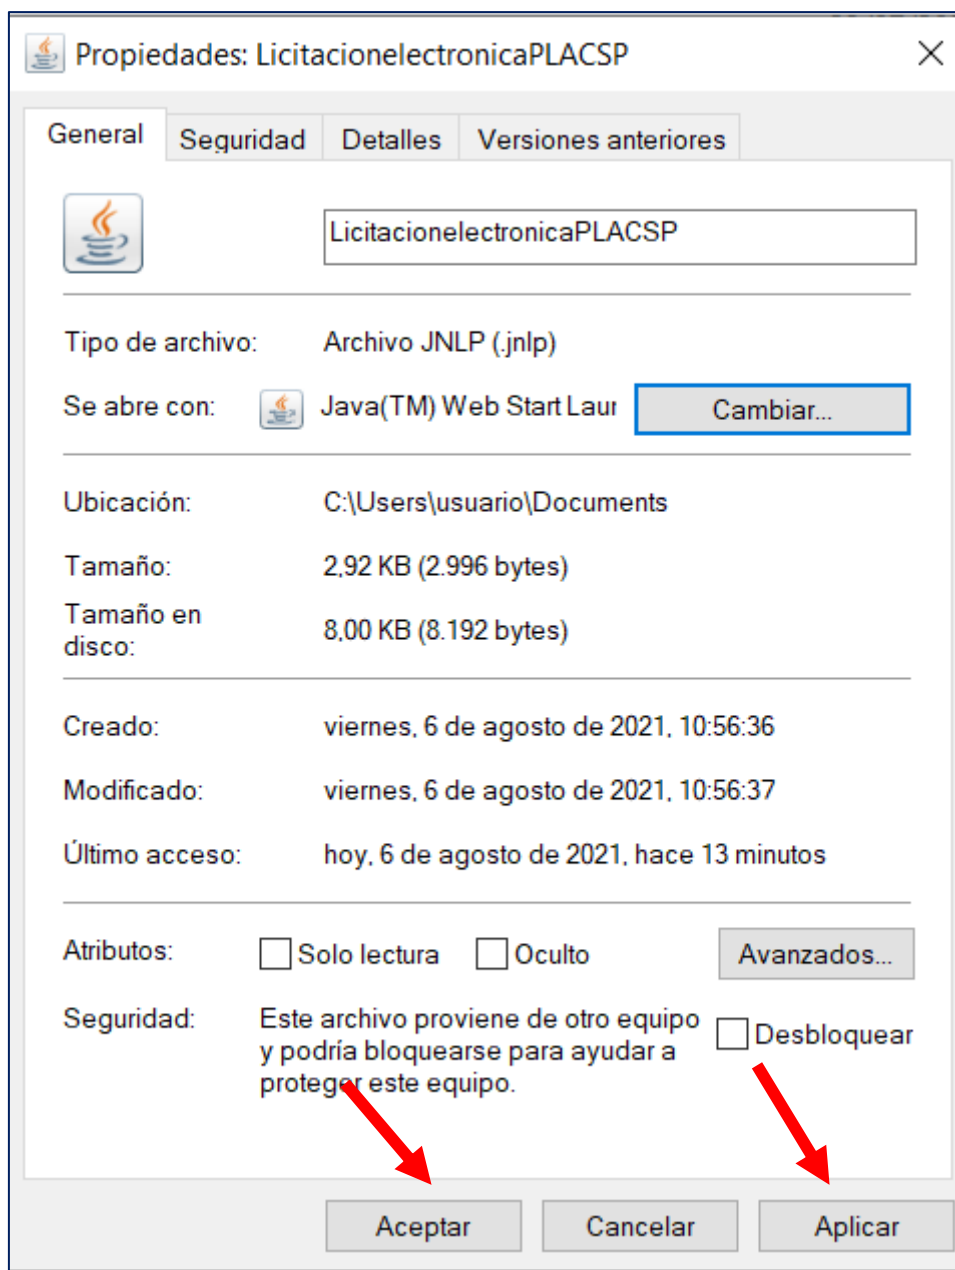 Propiedades: LicitacionelectronicaPLACSP
General Seguridad Detalles Versiones anteriores
LicitacionelectronicaPLACSP
Tipo de archivo: Archivo JNLP (.jnlp)
Se abre con: Java(TM) Web Start Laur Cambiar...
Ubicación: C:\Users\usuario\Documents
Tamaño: 2,92 KB (2.996 bytes)
Tamaño en
disco: 8,00 KB (8.192 bytes)
Creado: viernes, 6 de agosto de 2021, 10:56:36
Modificado: viernes, 6 de agosto de 2021, 10:56:37
Último acceso: hoy, 6 de agosto de 2021, hace 13 minutos
Atributos: Solo lectura Oculto Avanzados...
Seguridad: Este archivo proviene de otro equipo
y podría bloquearse para ayudar a
proteger este equipo.
Desbloquear
Aceptar Cancelar Aplicar